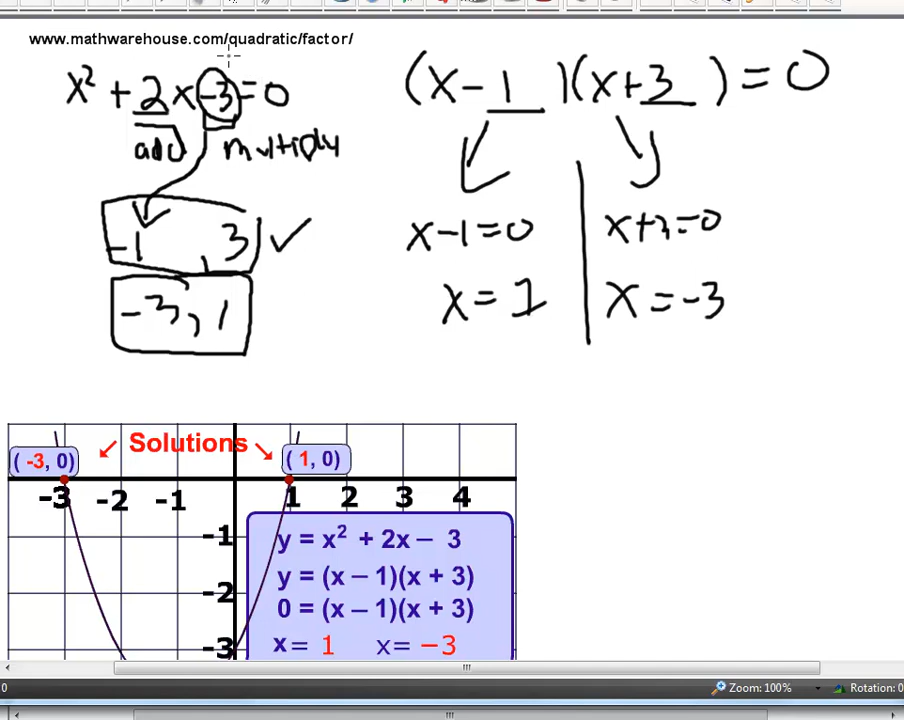 www.mathwarehouse.com/quadratic/factor/
x² + 2x -3 = 0
(x - 1)(x + 3) = 0
add multiply
-1, 3 ✓
-3, 1
x-1=0
x+3=0
x = 1
x = -3
Solutions
(-3, 0)
(1, 0)
-3 -2 -1 1 2 3 4
-1
-2
-3
y = x² + 2x – 3
y = (x – 1)(x + 3)
0 = (x – 1)(x + 3)
x = 1 x = –3
0 Zoom: 100% Rotation: 0